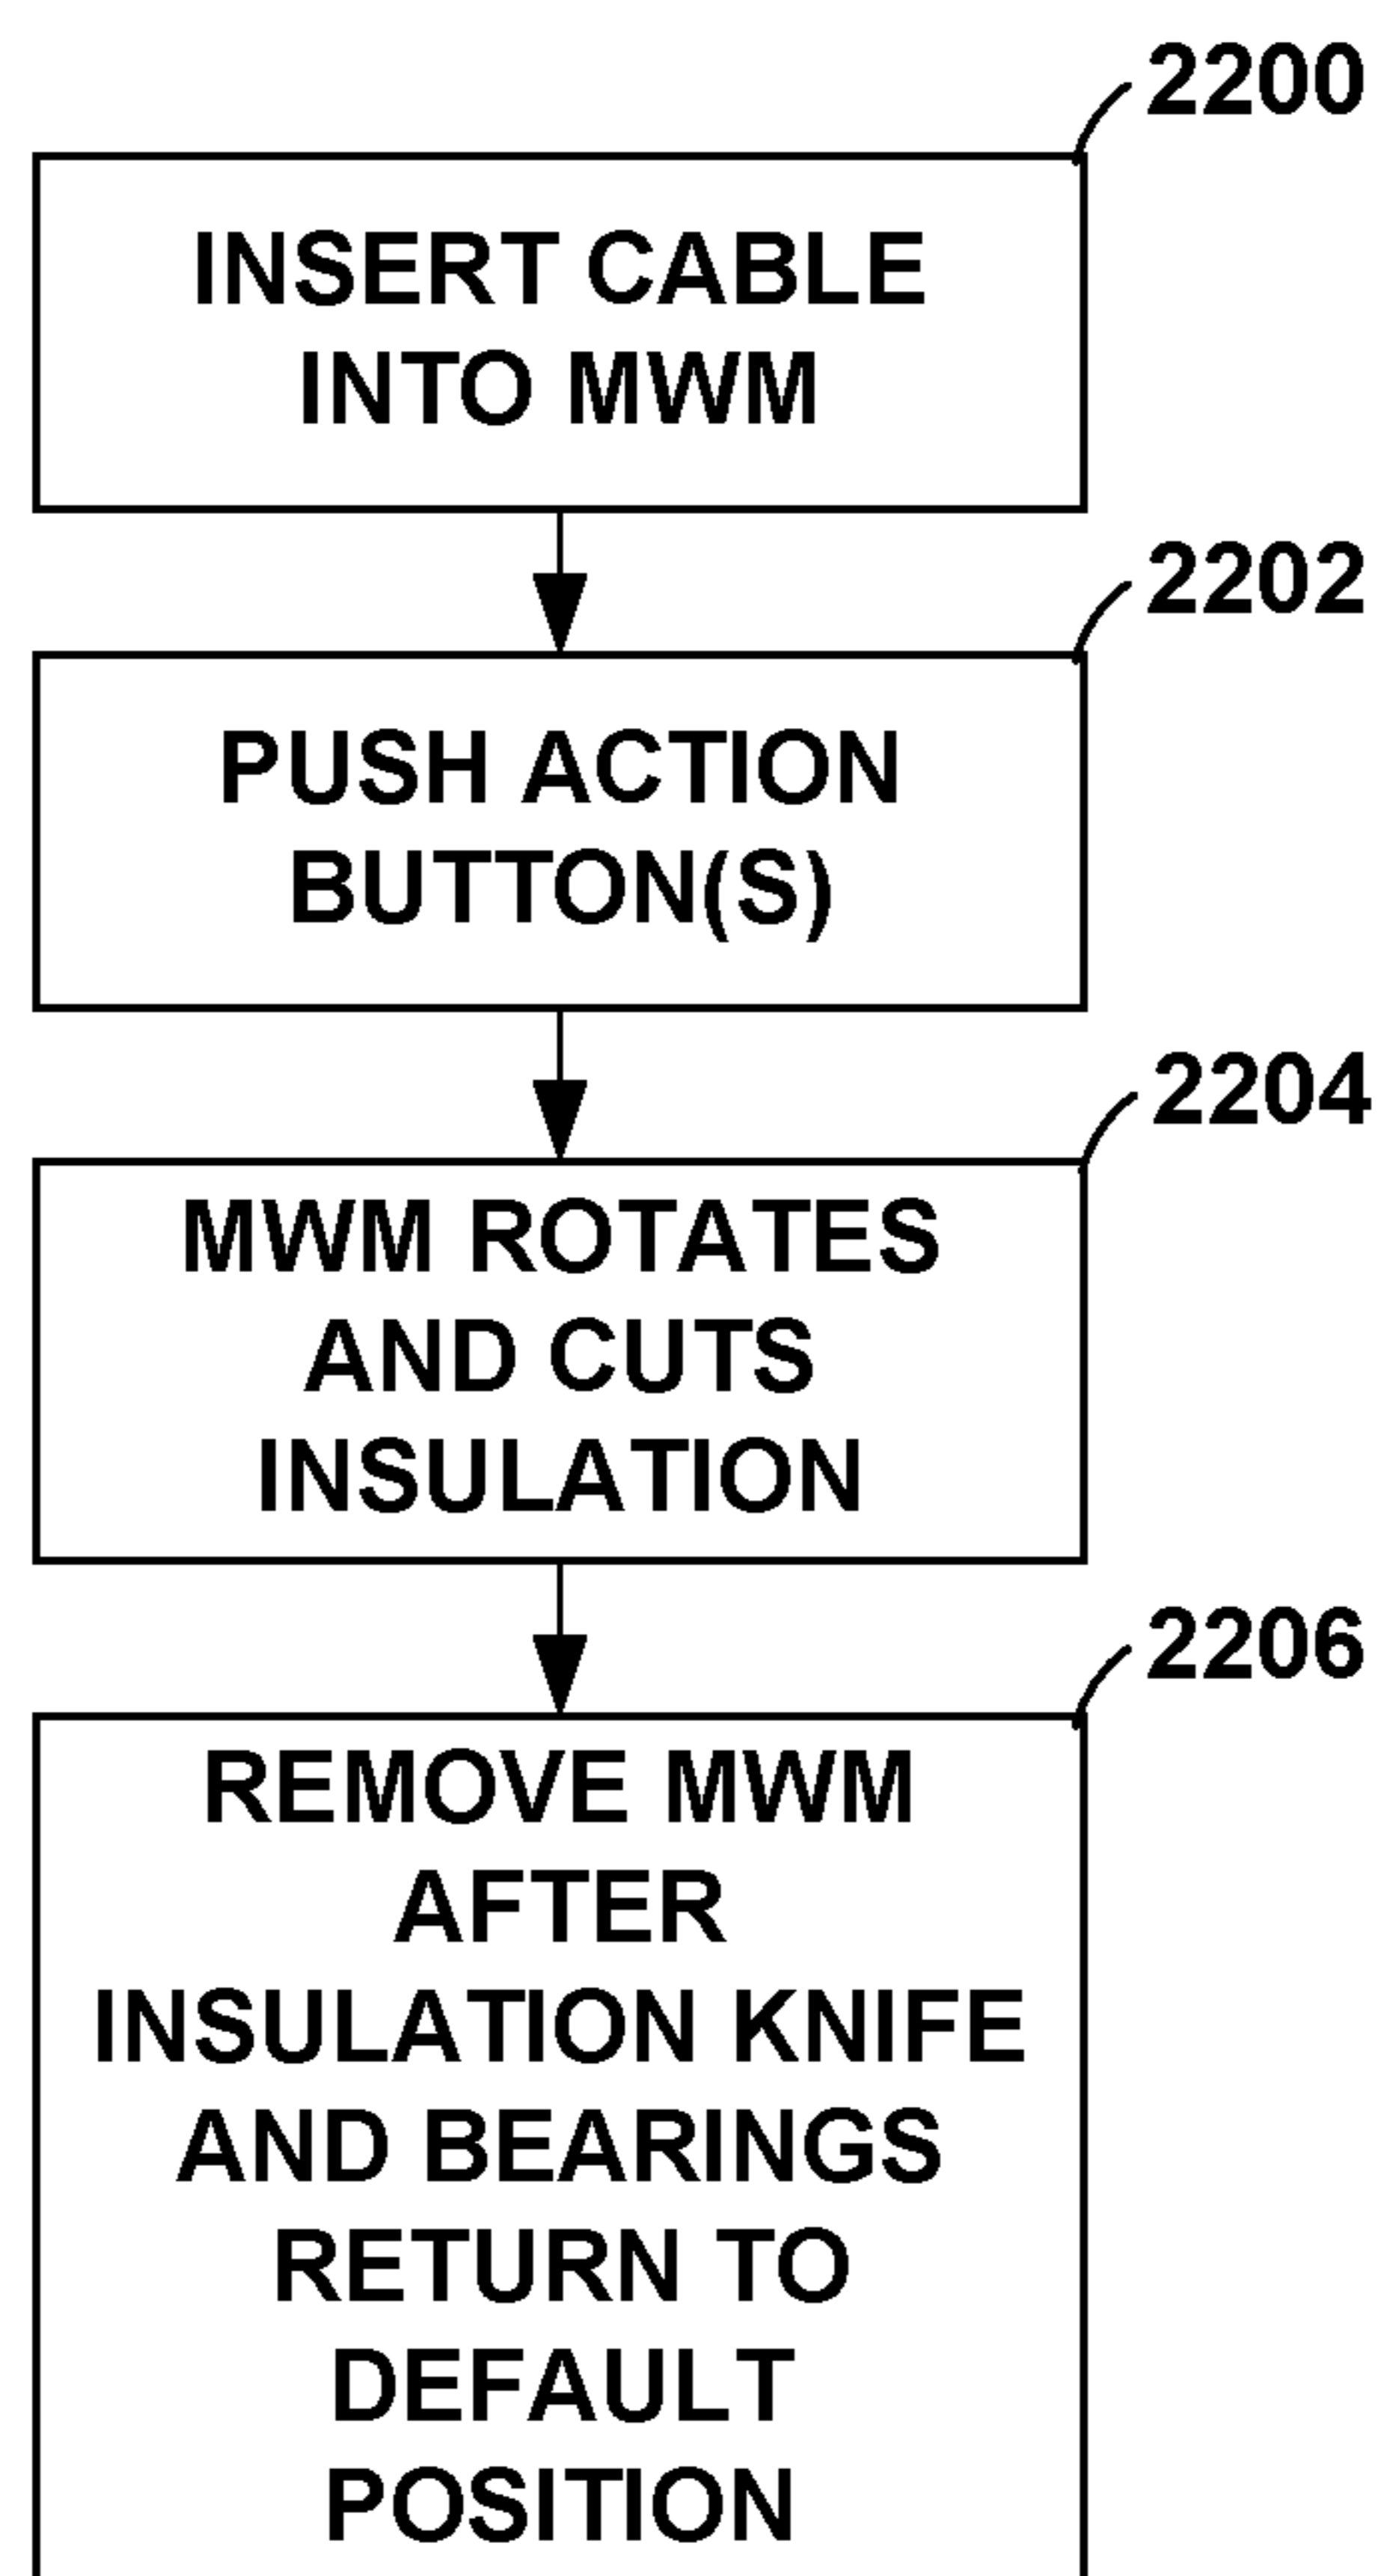 2200
INSERT CABLE
INTO MWM
2202
PUSH ACTION
BUTTON(S)
2204
MWM ROTATES
AND CUTS
INSULATION
2206
REMOVE MWM
AFTER
INSULATION KNIFE
AND BEARINGS
RETURN TO
DEFAULT
POSITION